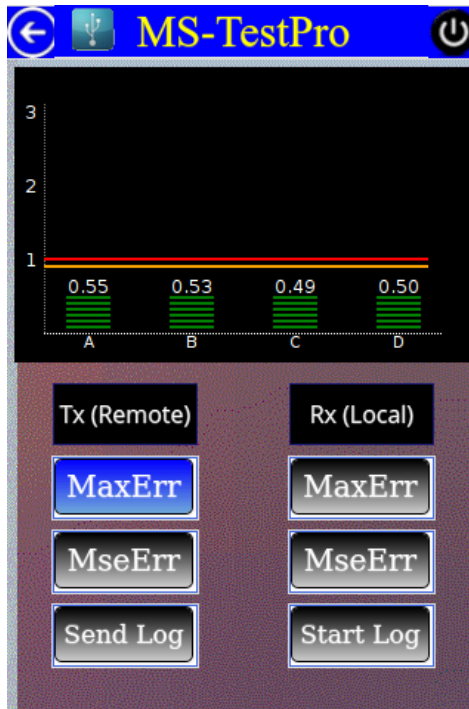 MS-TestPro
3
2
1
0.55 0.53 0.49 0.50
A B C D
Tx (Remote) Rx (Local)
MaxErr MaxErr
MseErr MseErr
Send Log Start Log